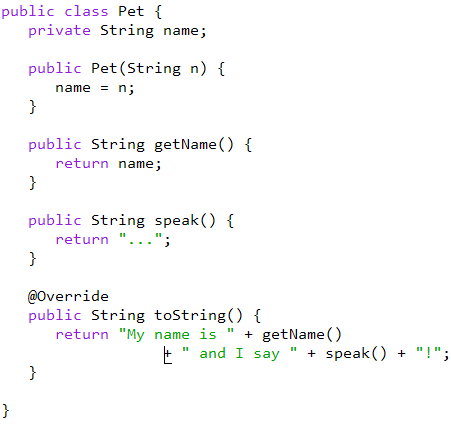 public class Pet {
   private String name;

   public Pet(String n) {
      name = n;
   }

   public String getName() {
      return name;
   }

   public String speak() {
      return "...";
   }

   @Override
   public String toString() {
      return "My name is " + getName()
                  + " and I say " + speak() + "!";
   }

}